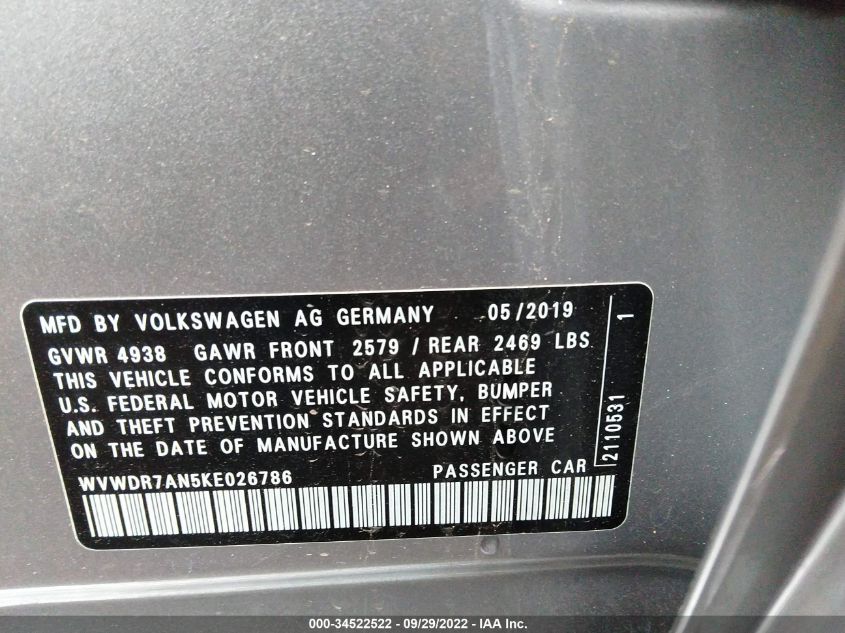 MFD BY VOLKSWAGEN AG GERMANY 05/2019
GVWR 4938 GAWR FRONT 2579 / REAR 2469 LBS
THIS VEHICLE CONFORMS TO ALL APPLICABLE
U.S. FEDERAL MOTOR VEHICLE SAFETY, BUMPER
AND THEFT PREVENTION STANDARDS IN EFFECT
ON THE DATE OF MANUFACTURE SHOWN ABOVE
WVWDR7AN5KE026786 PASSENGER CAR
2110531 1
000-34522522 - 09/29/2022 - IAA Inc.